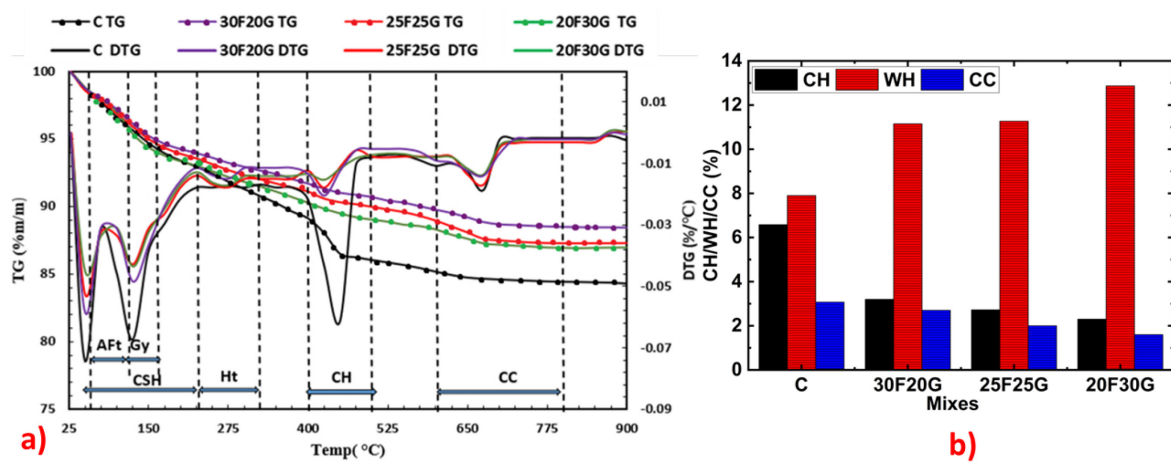 C TG 30F20G TG 25F25G TG 20F30G TG
C DTG 30F20G DTG 25F25G DTG 20F30G DTG
100
95
90
85
80
75
TG (%m/m)
0.01
-0.01
-0.03
-0.05
-0.07
-0.09
DTG (%/°C)
AFt Gy
CSH Ht CH CC
25 150 275 400 525 650 775 900
Temp( °C)
a)
CH WH CC
14
12
10
8
6
4
2
0
CH/WH/CC (%)
C 30F20G 25F25G 20F30G
Mixes
b)